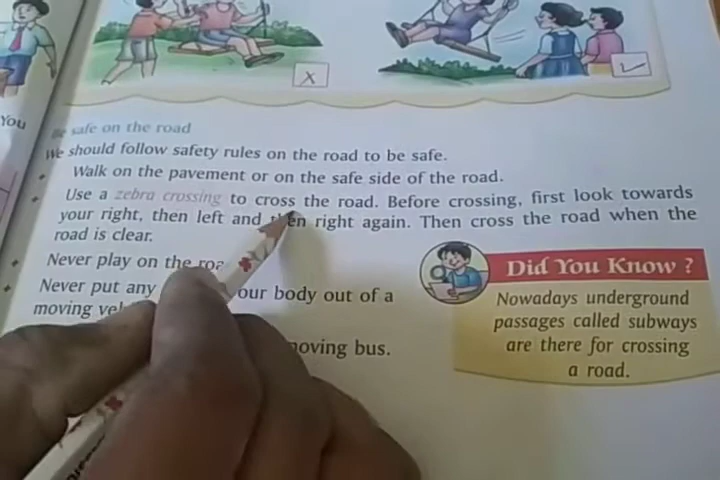 You
Be safe on the road
We should follow safety rules on the road to be safe.
Walk on the pavement or on the safe side of the road.
Use a zebra crossing to cross the road. Before crossing, first look towards
your right, then left and then right again. Then cross the road when the
road is clear.
Never play on the roa
Never put any our body out of a
moving veh
moving bus.
Did You Know ?
Nowadays underground
passages called subways
are there for crossing
a road.